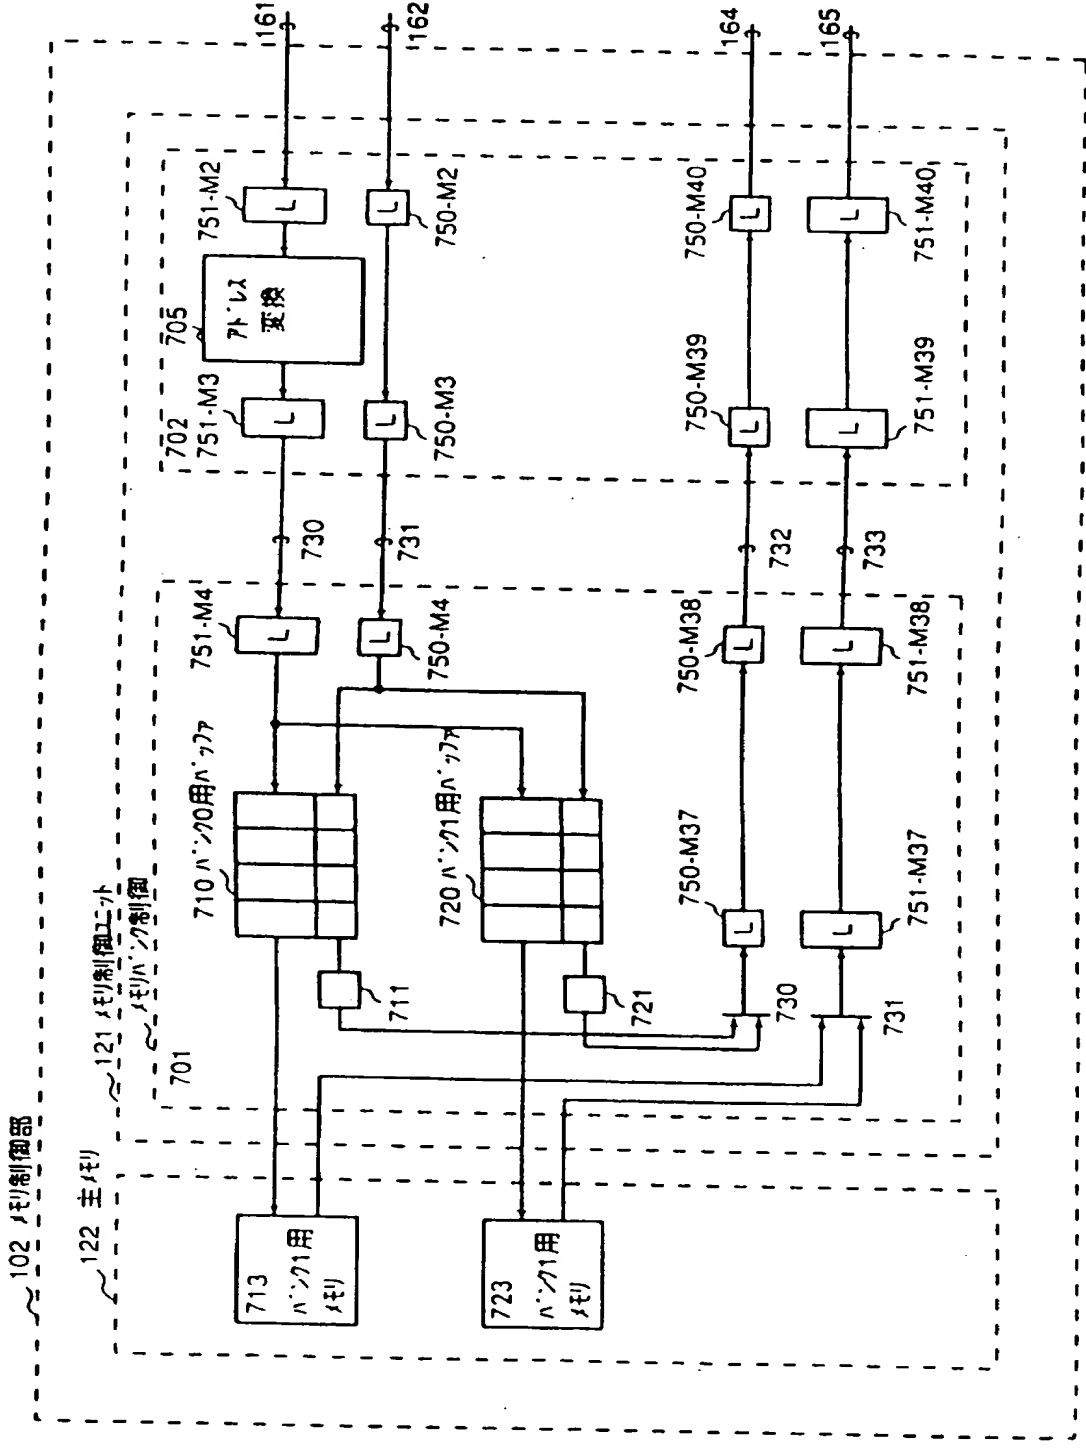 102 メモリ制御部
122 主メモリ
121 メモリ制御ユニット
メモリバンク制御
701
713
バンク1用
メモリ
723
バンク1用
メモリ
710 バンク0用バッファ
720 バンク1用バッファ
711
721
730
731
750-M37
751-M37
751-M4
L
750-M4
L
750-M38
L
751-M38
L
L
L
730
731
732
733
702
751-M3
L
750-M3
L
705
アドレス
変換
751-M2
L
750-M2
L
750-M39
L
751-M39
L
750-M40
L
751-M40
L
161
162
164
165